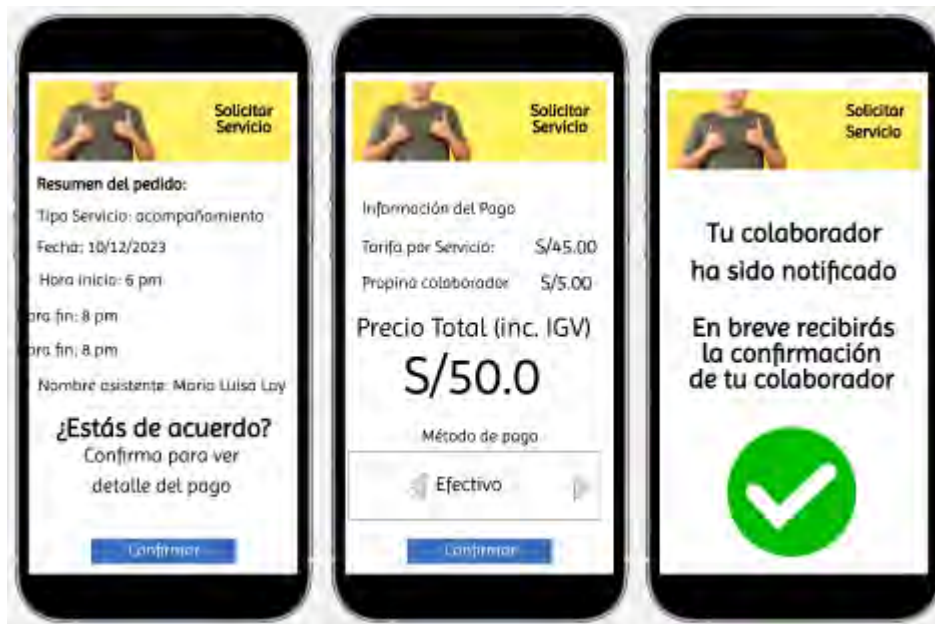 Solicitar
Servicio
Resumen del pedido:
Tipo Servicio: acompañamiento
Fecha: 10/12/2023
Hora inicio: 6 pm
ora fin: 8 pm
ora fin: 8 pm
Nombre asistente: Maria Luisa Loy
¿Estás de acuerdo?
Confirma para ver
detalle del pago
Confirmar
Solicitar
Servicio
Información del Pago
Tarifa por Servicio: S/45.00
Propina colaborador S/5.00
Precio Total (inc. IGV)
S/50.0
Método de pago
Efectivo
Confirmar
Solicitar
Servicio
Tu colaborador
ha sido notificado
En breve recibirás
la confirmación
de tu colaborador